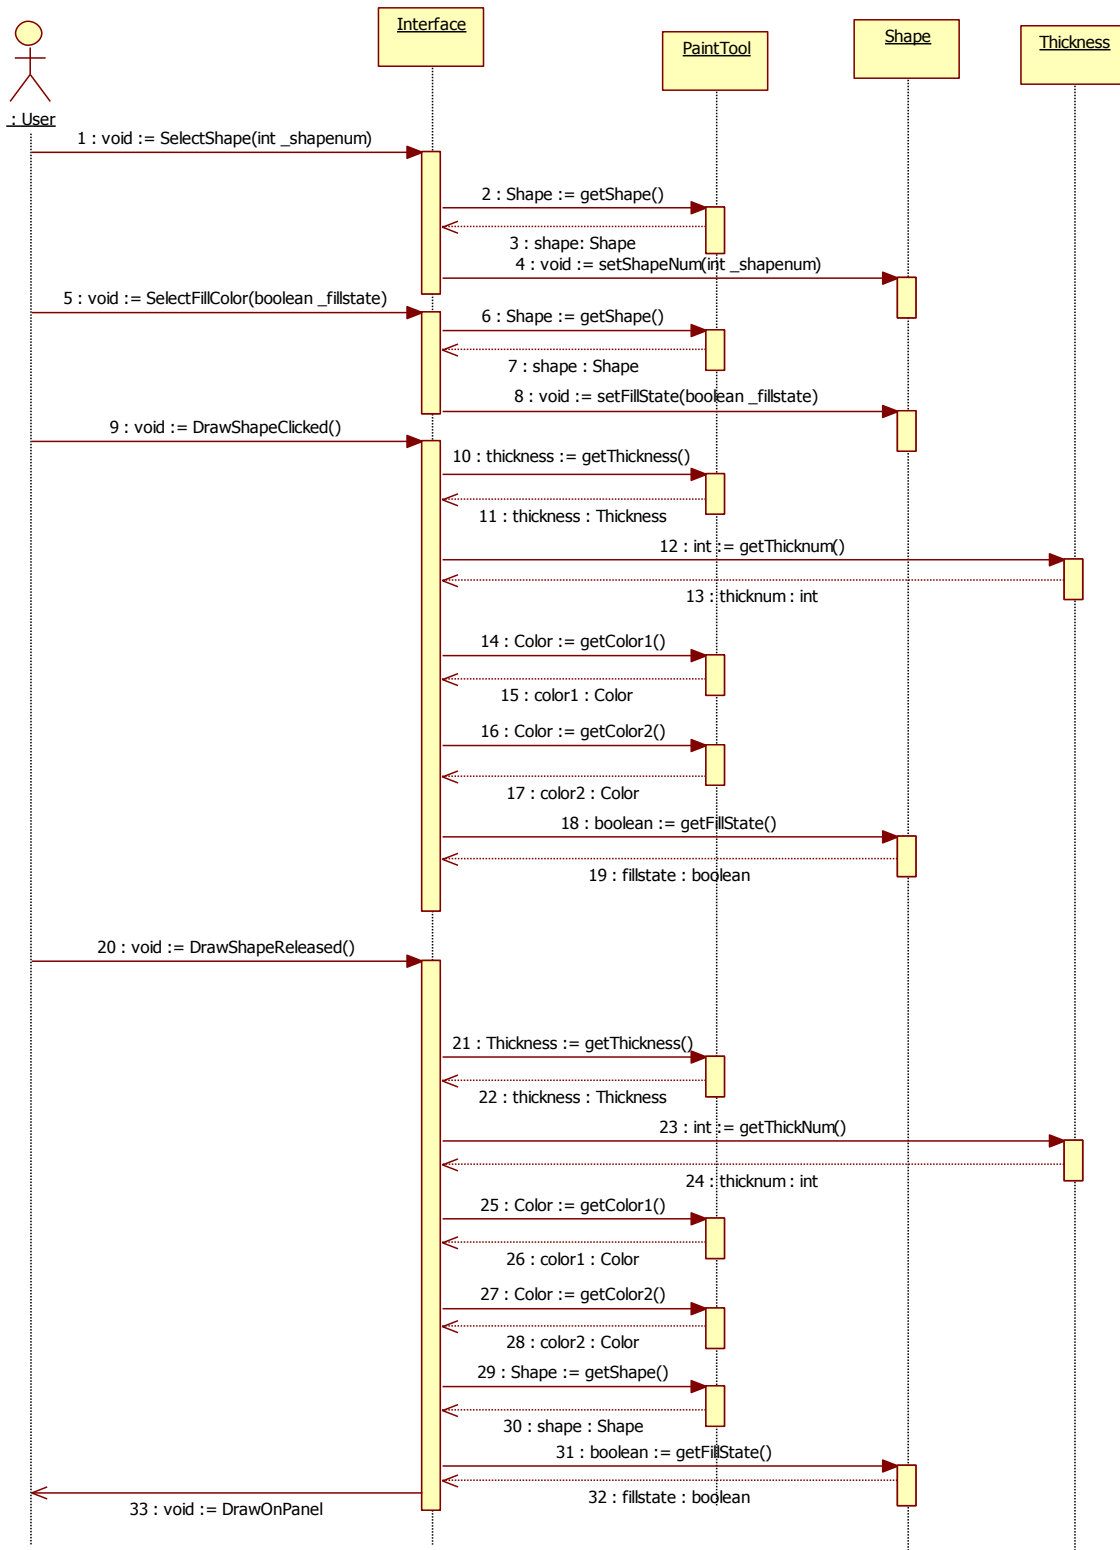 Interface
PaintTool
Shape
Thickness
: User
1 : void := SelectShape(int _shapenum)
2 : Shape := getShape()
3 : shape: Shape
4 : void := setShapeNum(int _shapenum)
5 : void := SelectFillColor(boolean _fillstate)
6 : Shape := getShape()
7 : shape : Shape
8 : void := setFillState(boolean _fillstate)
9 : void := DrawShapeClicked()
10 : thickness := getThickness()
11 : thickness : Thickness
12 : int := getThicknum()
13 : thicknum : int
14 : Color := getColor1()
15 : color1 : Color
16 : Color := getColor2()
17 : color2 : Color
18 : boolean := getFillState()
19 : fillstate : boolean
20 : void := DrawShapeReleased()
21 : Thickness := getThickness()
22 : thickness : Thickness
23 : int := getThickNum()
24 : thicknum : int
25 : Color := getColor1()
26 : color1 : Color
27 : Color := getColor2()
28 : color2 : Color
29 : Shape := getShape()
30 : shape : Shape
31 : boolean := getFillState()
32 : fillstate : boolean
33 : void := DrawOnPanel